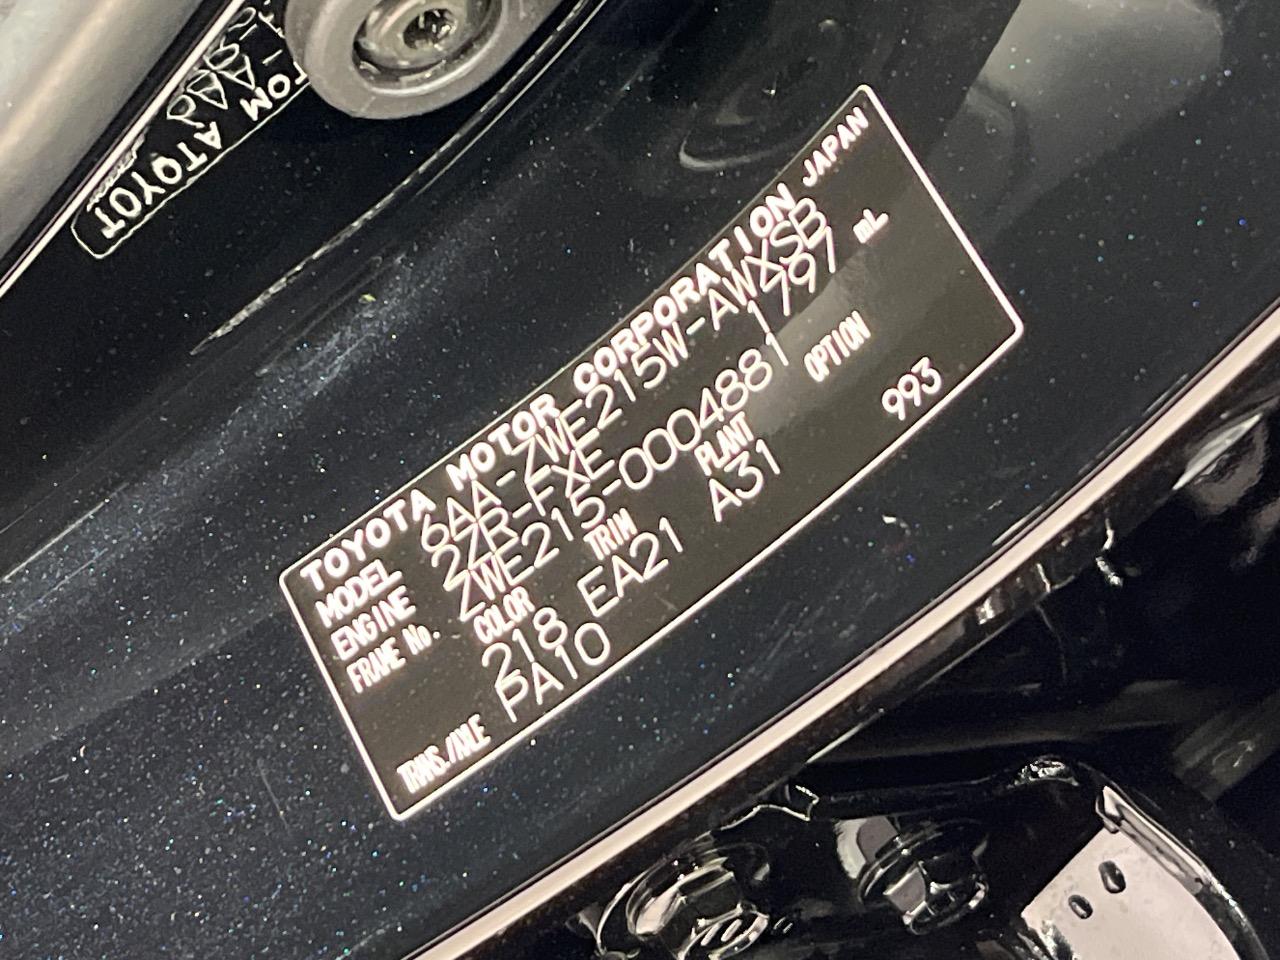 TOYOTA MOTOR CORPORATION JAPAN
MODEL 6AA-ZWE215W-AWXSB
ENGINE 2ZR-FXE 1797 mL
FRAME No. ZWE215-0004881
COLOR TRIM PLANT OPTION
218 EA21 A31 993
TRANS./AXLE PA10